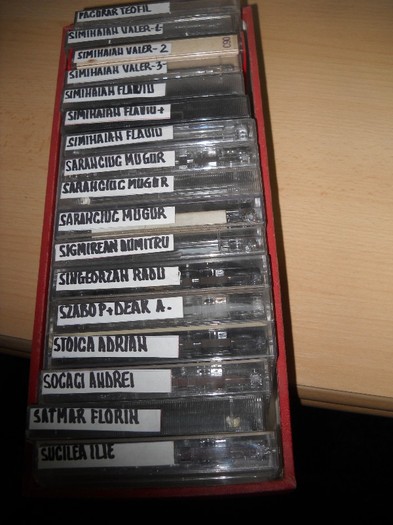 PACURAR TEOFIL
SIMIHAIAN VALER-1
SIMIHAIAN VALER-2
SIMIHAIAN VALER-3
SIMIHAIAN FLAVIU
SIMIHAIAN FLAVIU+
SIMIHAIAN FLAVIU
SARANCIUC MUGUR
SARANCIUC MUGUR
SARANCIUC MUGUR
SIGMIREAN DUMITRU
SINGEORZAN RADU
SZABO P+DEAK A.
STOICA ADRIAN
SOCACI ANDREI
SATMAR FLORIN
SUCILEA ILIE